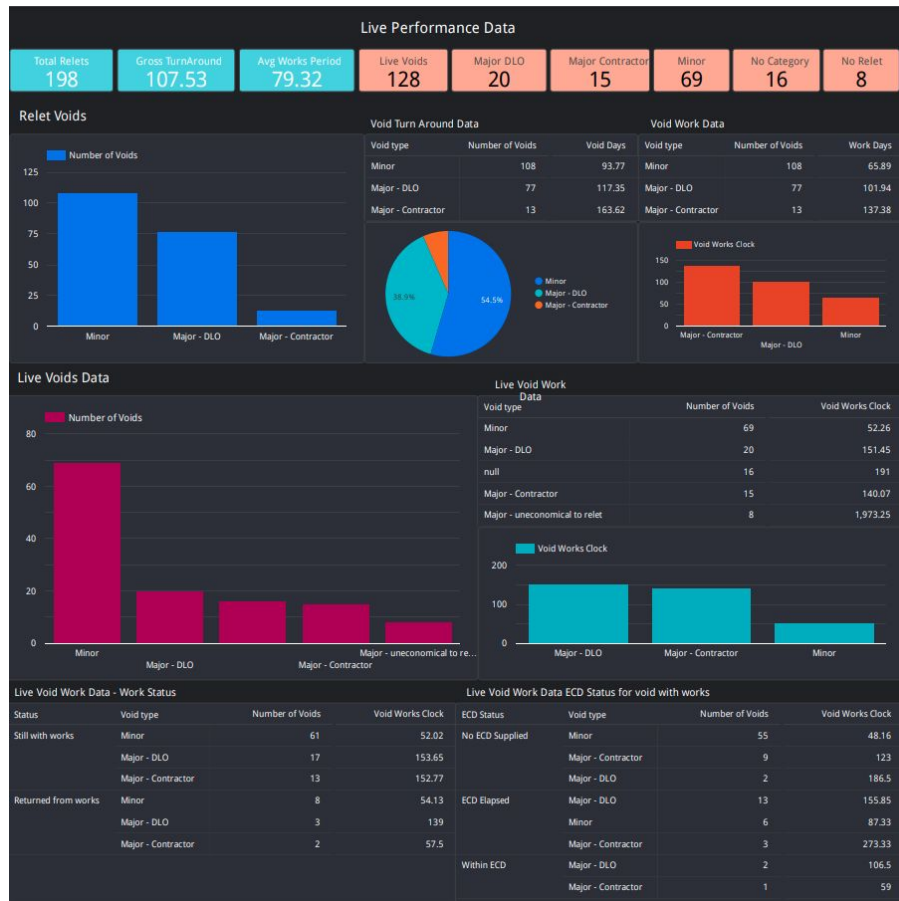 Live Performance Data
Total Relets Gross TurnAround Avg Works Period Live Voids Major DLO Major Contractor Minor No Category No Relet
198 107.53 79.32 128 20 15 69 16 8
Relet Voids
Number of Voids
125
100
75
50
25
0
Minor Major - DLO Major - Contractor
Void Turn Around Data
Void type Number of Voids Void Days
Minor 108 93.77
Major - DLO 77 117.35
Major - Contractor 13 163.62
38.9%
54.5%
Minor
Major - DLO
Major - Contractor
Void Work Data
Void type Number of Voids Work Days
Minor 108 65.89
Major - DLO 77 101.94
Major - Contractor 13 137.38
Void Works Clock
150
100
50
0
Major - Contractor Major - DLO Minor
Live Voids Data
Number of Voids
80
60
40
20
0
Minor Major - DLO Major - Contractor Major - uneconomical to re...
Live Void Work
Data
Void type Number of Voids Void Works Clock
Minor 69 52.26
Major - DLO 20 151.45
null 16 191
Major - Contractor 15 140.07
Major - uneconomical to relet 8 1,973.25
Void Works Clock
200
100
0
Major - DLO Major - Contractor Minor
Live Void Work Data - Work Status
Status Void type Number of Voids Void Works Clock
Still with works Minor 61 52.02
Major - DLO 17 153.65
Major - Contractor 13 152.77
Returned from works Minor 8 54.13
Major - DLO 3 139
Major - Contractor 2 57.5
Live Void Work Data ECD Status for void with works
ECD Status Void type Number of Voids Void Works Clock
No ECD Supplied Minor 55 48.16
Major - Contractor 9 123
Major - DLO 2 186.5
ECD Elapsed Major - DLO 13 155.85
Minor 6 87.33
Major - Contractor 3 273.33
Within ECD Major - DLO 2 106.5
Major - Contractor 1 59